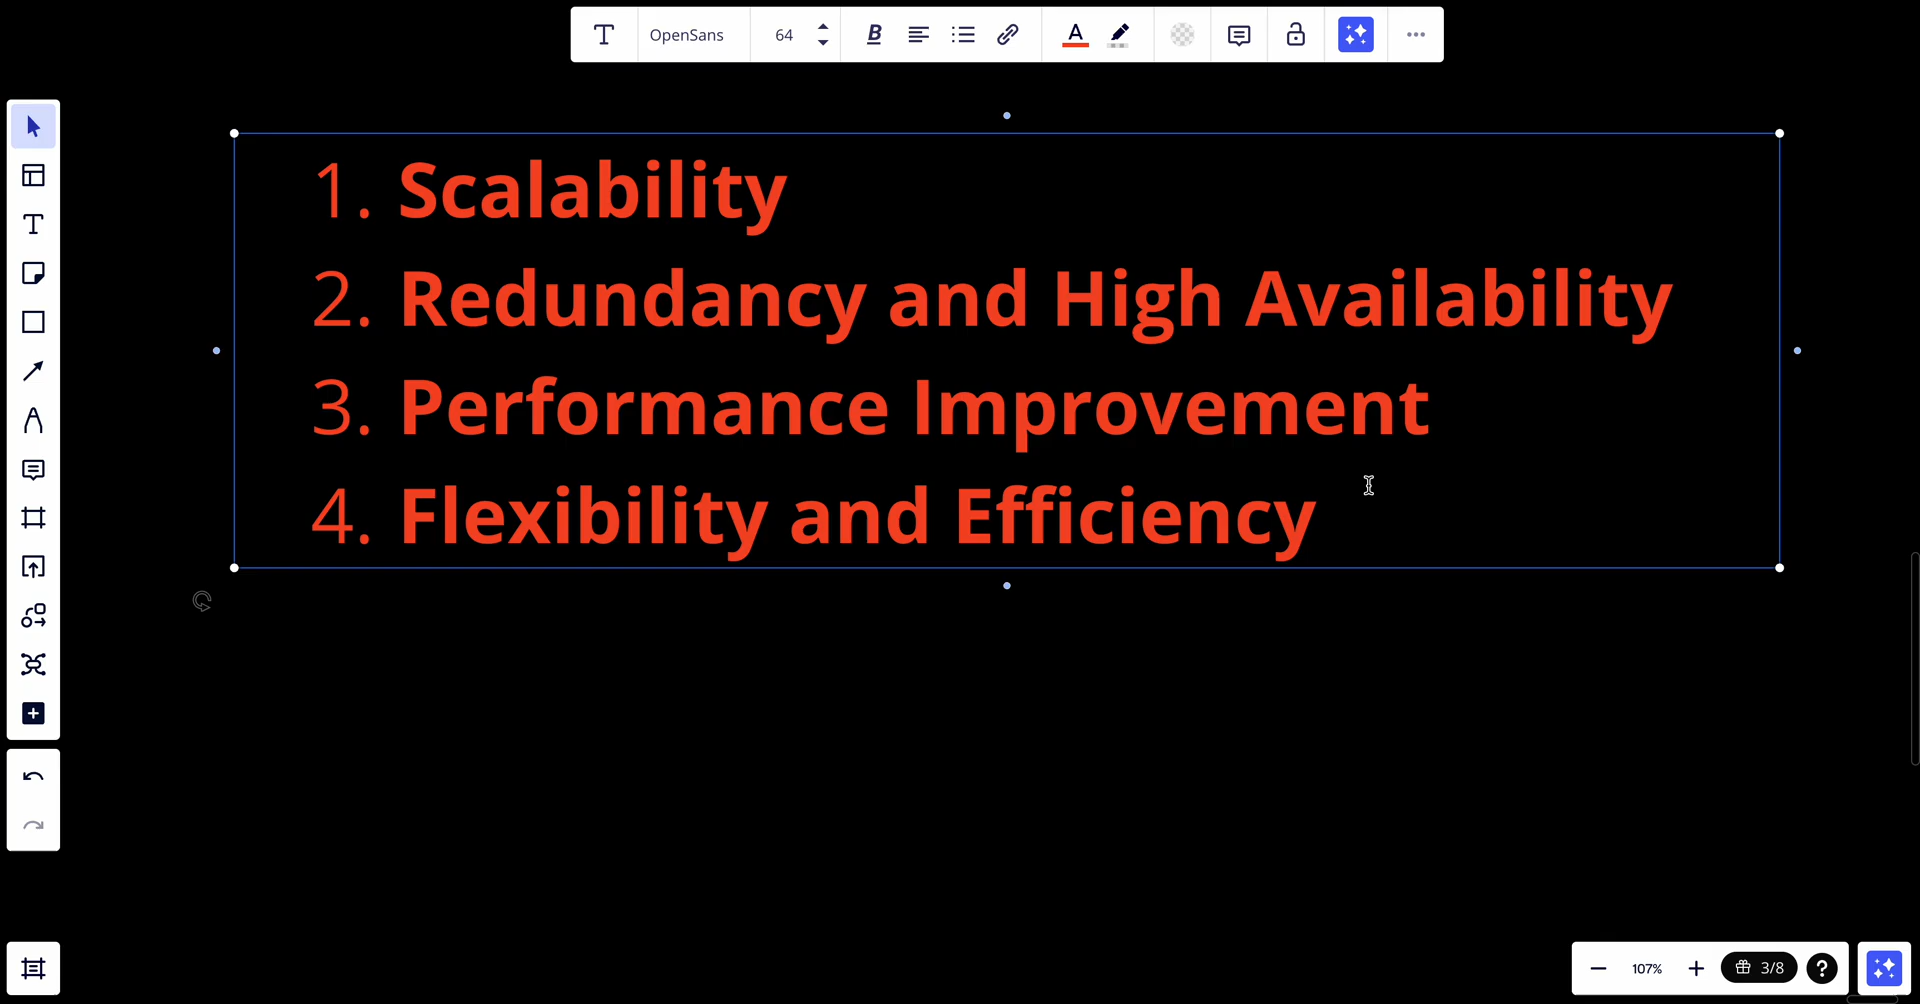 OpenSans 64 B A
1. Scalability
2. Redundancy and High Availability
3. Performance Improvement
4. Flexibility and Efficiency
107% 3/8 ?